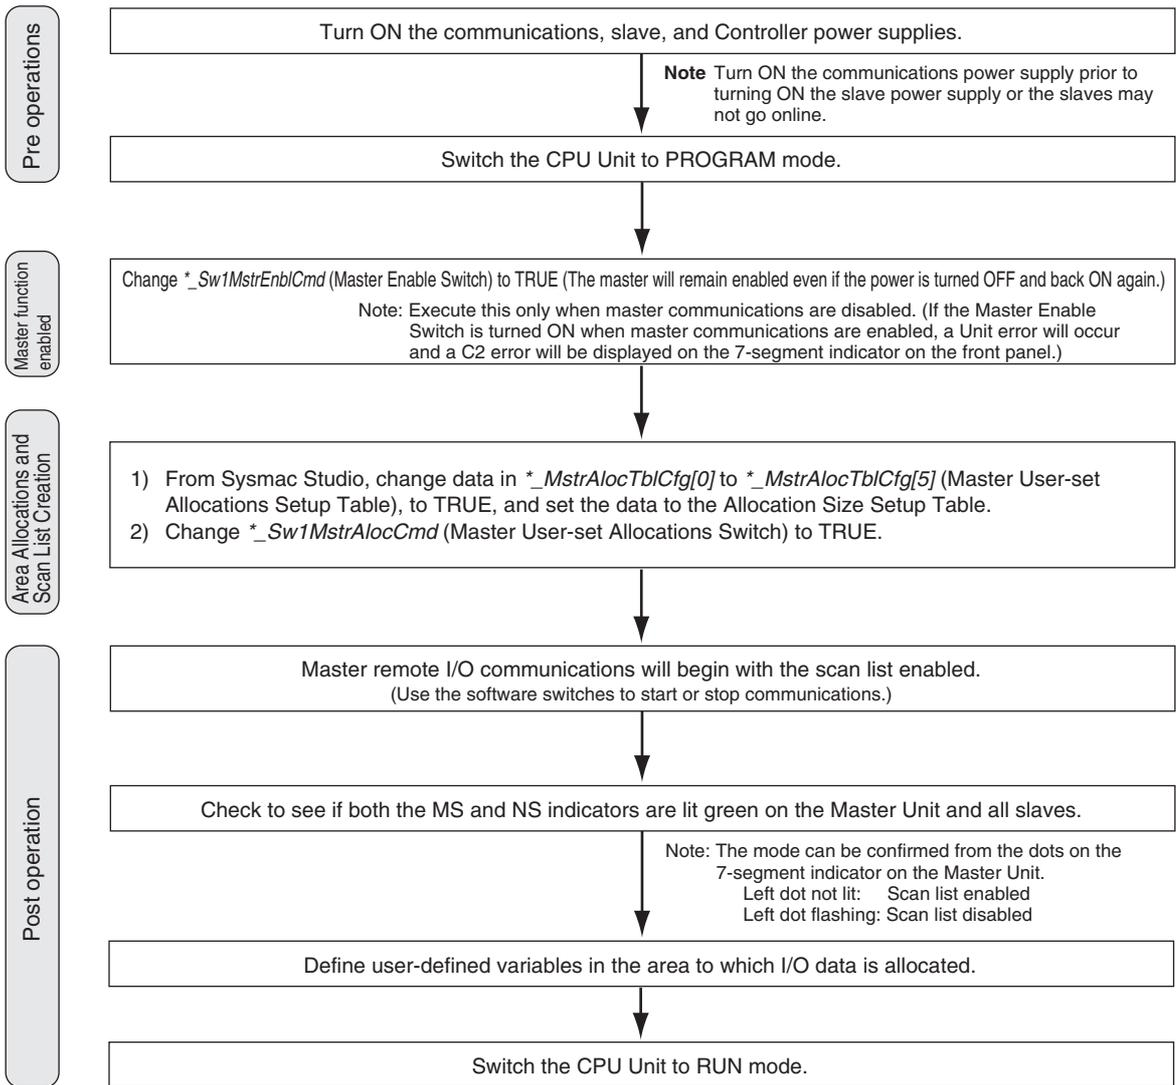 Pre operations
Turn ON the communications, slave, and Controller power supplies.
Note Turn ON the communications power supply prior to
turning ON the slave power supply or the slaves may
not go online.
Switch the CPU Unit to PROGRAM mode.
Master function
enabled
Change *_Sw1MstrEnblCmd (Master Enable Switch) to TRUE (The master will remain enabled even if the power is turned OFF and back ON again.)
Note: Execute this only when master communications are disabled. (If the Master Enable
Switch is turned ON when master communications are enabled, a Unit error will occur
and a C2 error will be displayed on the 7-segment indicator on the front panel.)
Area Allocations and
Scan List Creation
1) From Sysmac Studio, change data in *_MstrAlocTblCfg[0] to *_MstrAlocTblCfg[5] (Master User-set
Allocations Setup Table), to TRUE, and set the data to the Allocation Size Setup Table.
2) Change *_Sw1MstrAlocCmd (Master User-set Allocations Switch) to TRUE.
Post operation
Master remote I/O communications will begin with the scan list enabled.
(Use the software switches to start or stop communications.)
Check to see if both the MS and NS indicators are lit green on the Master Unit and all slaves.
Note: The mode can be confirmed from the dots on the
7-segment indicator on the Master Unit.
Left dot not lit: Scan list enabled
Left dot flashing: Scan list disabled
Define user-defined variables in the area to which I/O data is allocated.
Switch the CPU Unit to RUN mode.